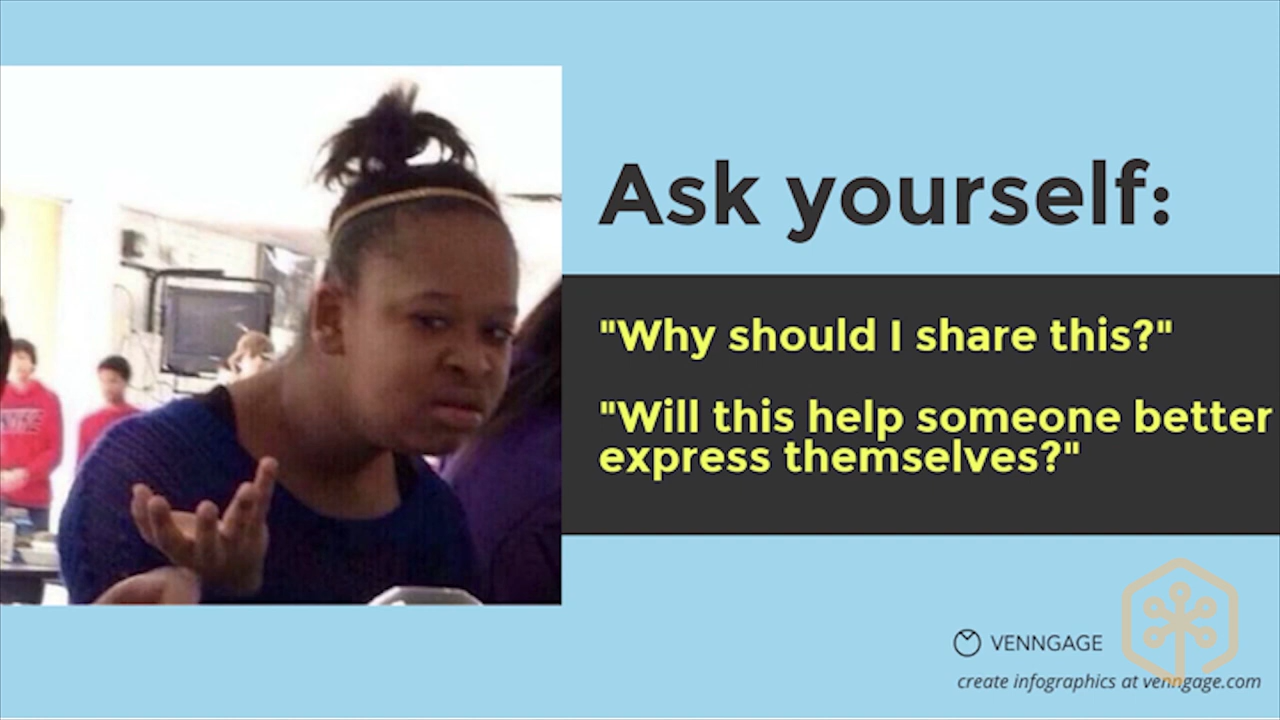 Ask yourself:
"Why should I share this?"
"Will this help someone better
express themselves?"
VENNGAGE
create infographics at venngage.com